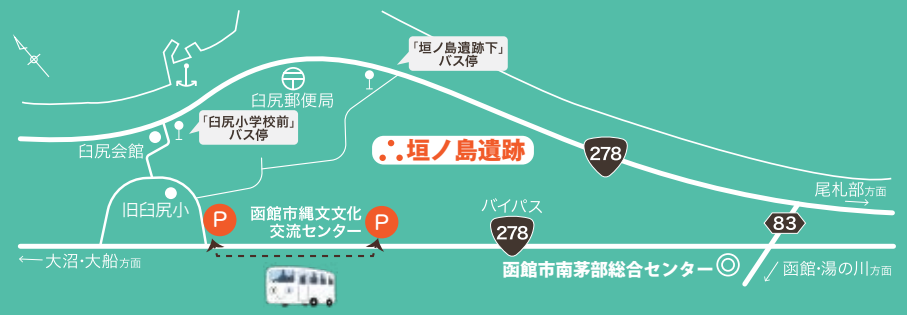 「垣ノ島遺跡下」
バス停
臼尻郵便局
「臼尻小学校前」
バス停
臼尻会館
垣ノ島遺跡
278
旧臼尻小
P
函館市縄文文化
交流センター
P
バイパス
278
尾札部方面
83
大沼・大船方面
函館市南茅部総合センター
函館・湯の川方面